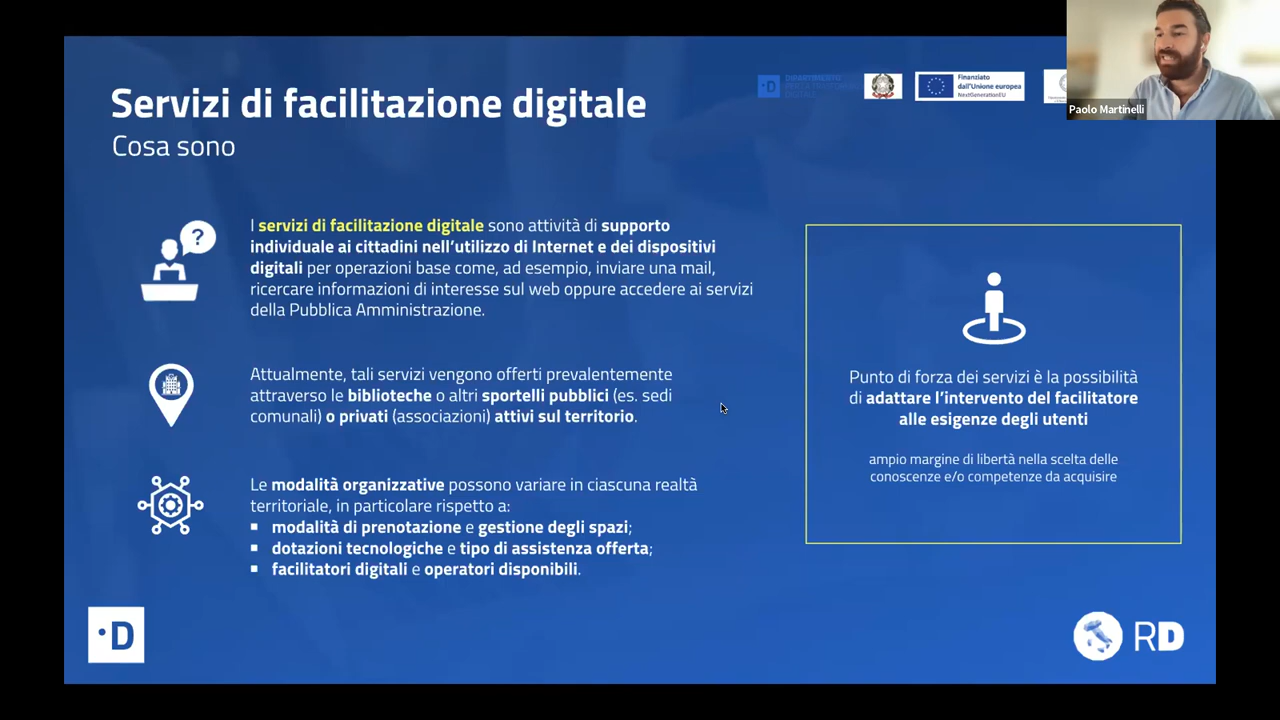 Servizi di facilitazione digitale
Cosa sono
DIPARTIMENTO
PER LA TRASFORMAZIONE
DIGITALE
Finanziato
dall'Unione europea
NextGenerationEU
Paolo Martinelli
?
I servizi di facilitazione digitale sono attività di supporto
individuale ai cittadini nell'utilizzo di Internet e dei dispositivi
digitali per operazioni base come, ad esempio, inviare una mail,
ricercare informazioni di interesse sul web oppure accedere ai servizi
della Pubblica Amministrazione.
Attualmente, tali servizi vengono offerti prevalentemente
attraverso le biblioteche o altri sportelli pubblici (es. sedi
comunali) o privati (associazioni) attivi sul territorio.
Le modalità organizzative possono variare in ciascuna realtà
territoriale, in particolare rispetto a:
▪ modalità di prenotazione e gestione degli spazi;
▪ dotazioni tecnologiche e tipo di assistenza offerta;
▪ facilitatori digitali e operatori disponibili.
Punto di forza dei servizi è la possibilità
di adattare l'intervento del facilitatore
alle esigenze degli utenti
ampio margine di libertà nella scelta delle
conoscenze e/o competenze da acquisire
·D
RD